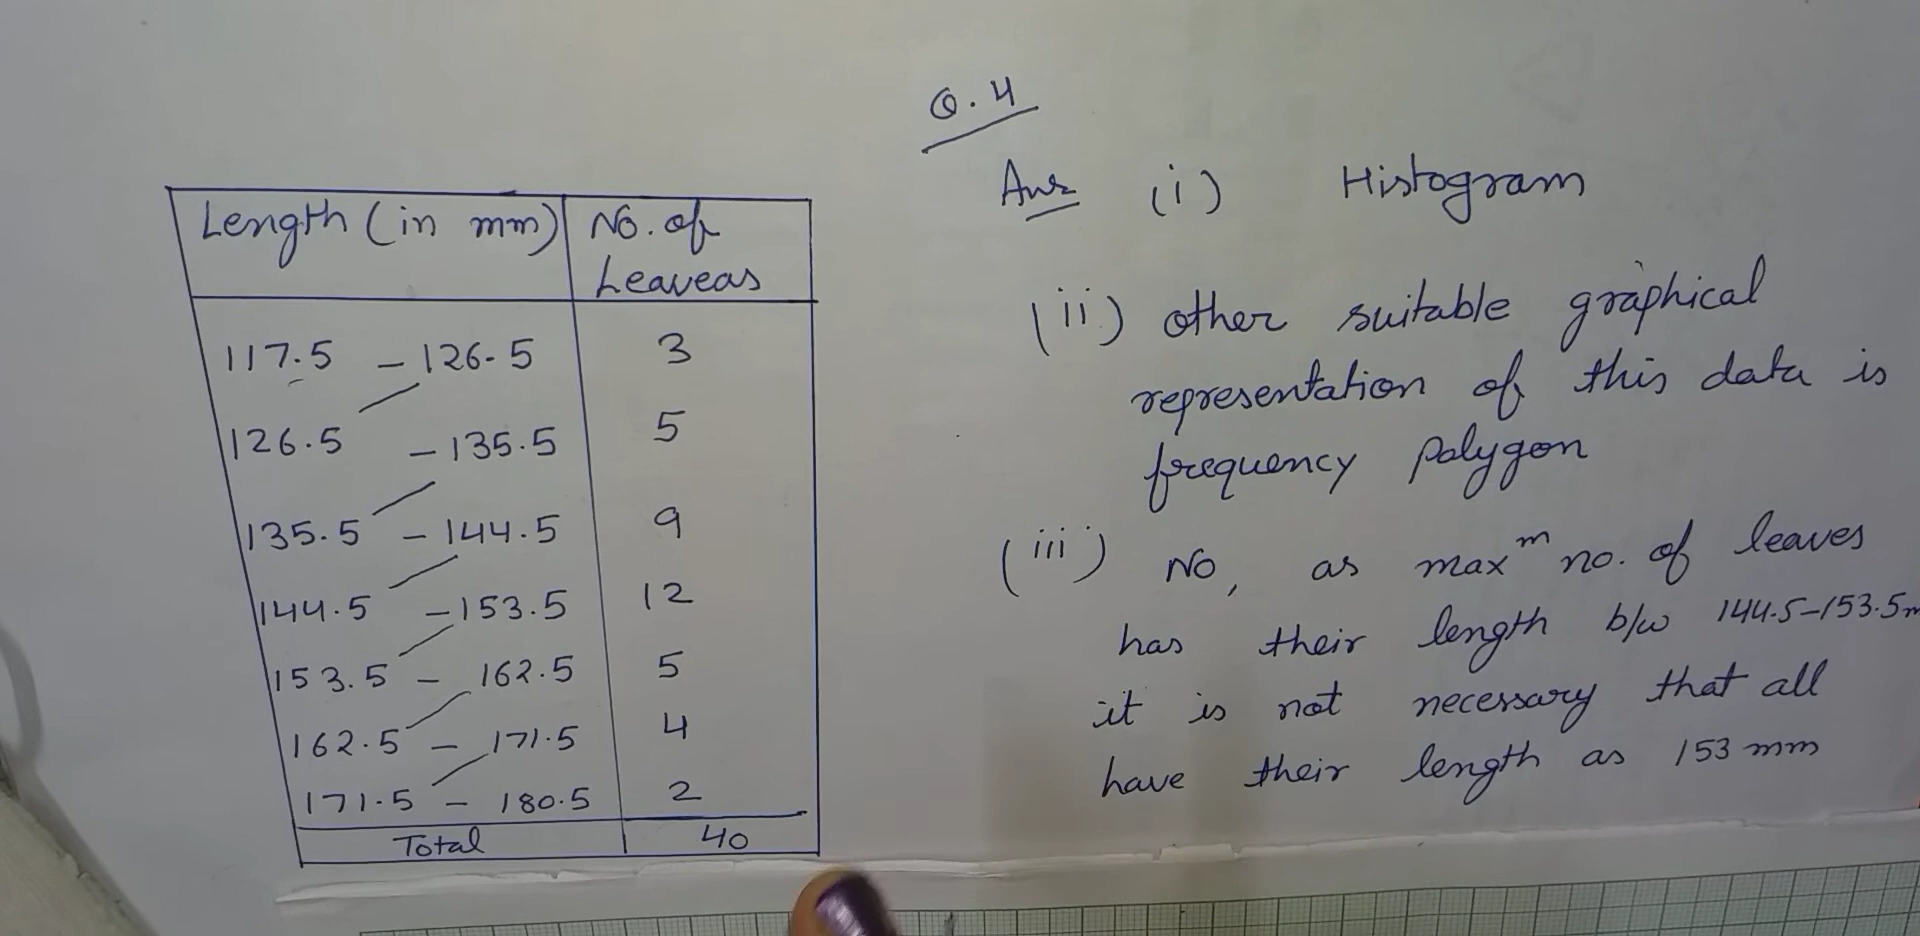 Length (in mm) No. of
Leaveas
117.5 - 126.5 3
126.5 - 135.5 5
135.5 - 144.5 9
144.5 - 153.5 12
153.5 - 162.5 5
162.5 - 171.5 4
171.5 - 180.5 2
Total 40
Q.4
Ans (i) Histogram
(ii) other suitable graphical
representation of this data is
frequency polygon
(iii) No, as maxᵐ no. of leaves
has their length b/w 144.5-153.5m
it is not necessary that all
have their length as 153 mm